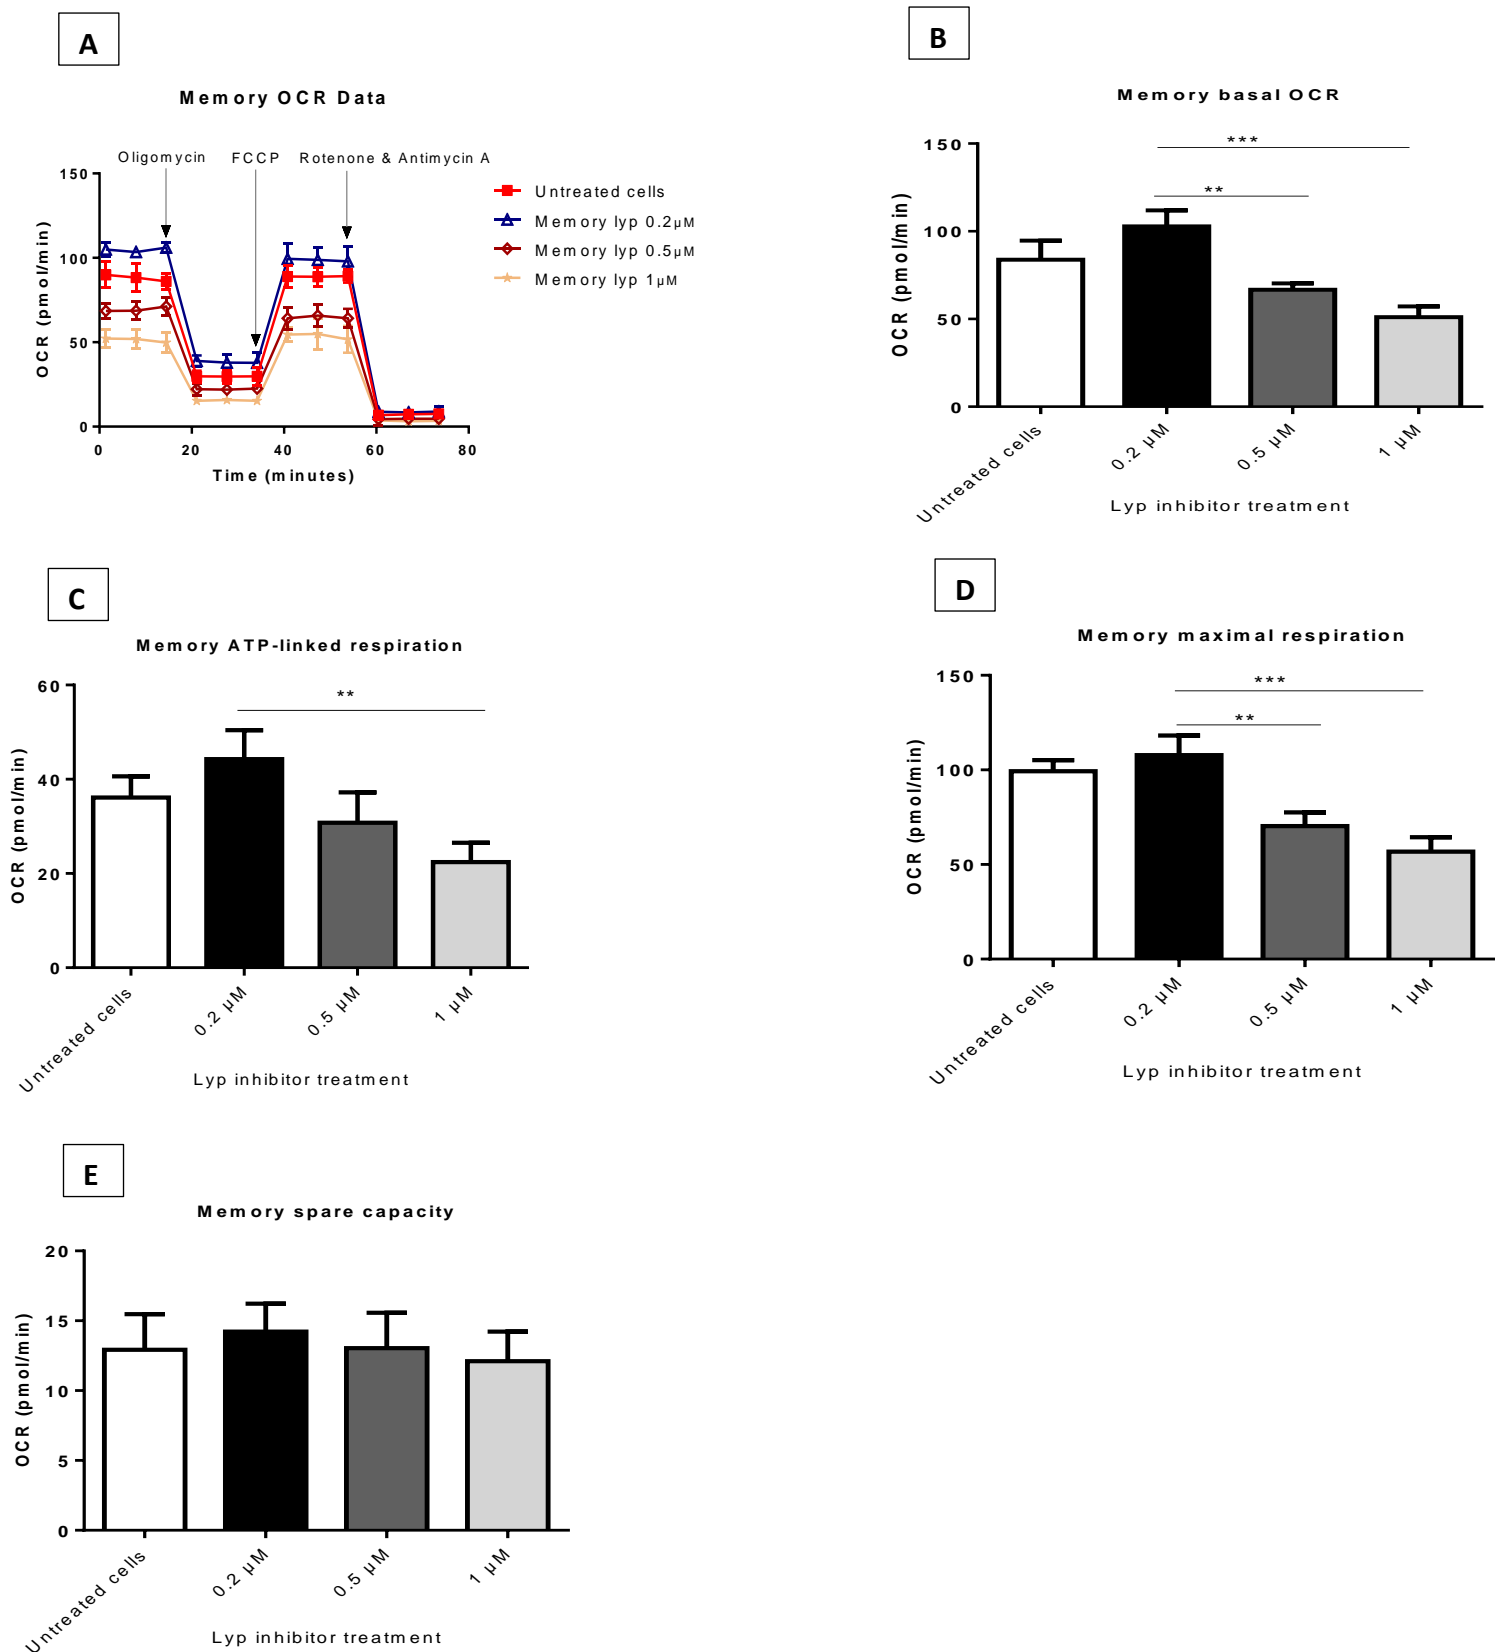 A
Memory OCR Data
Oligomycin FCCP Rotenone & Antimycin A
150
100
50
0
OCR (pmol/min)
0 20 40 60 80
Time (minutes)
Untreated cells
Memory lyp 0.2µM
Memory lyp 0.5µM
Memory lyp 1µM
B
Memory basal OCR
***
**
150
100
50
0
OCR (pmol/min)
Untreated cells 0.2 µM 0.5 µM 1 µM
Lyp inhibitor treatment
C
Memory ATP-linked respiration
**
60
40
20
0
OCR (pmol/min)
Untreated cells 0.2 µM 0.5 µM 1 µM
Lyp inhibitor treatment
D
Memory maximal respiration
***
**
150
100
50
0
OCR (pmol/min)
Untreated cells 0.2 µM 0.5 µM 1 µM
Lyp inhibitor treatment
E
Memory spare capacity
20
15
10
5
0
OCR (pmol/min)
Untreated cells 0.2 µM 0.5 µM 1 µM
Lyp inhibitor treatment